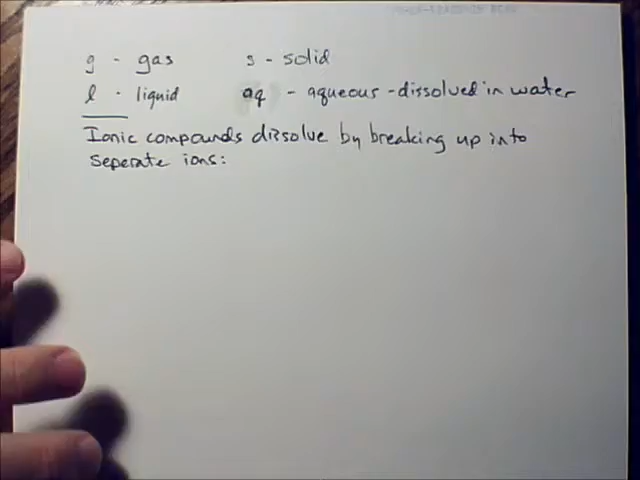 g - gas s - solid
l - liquid aq - aqueous - dissolved in water
Ionic compounds dissolve by breaking up into
seperate ions: